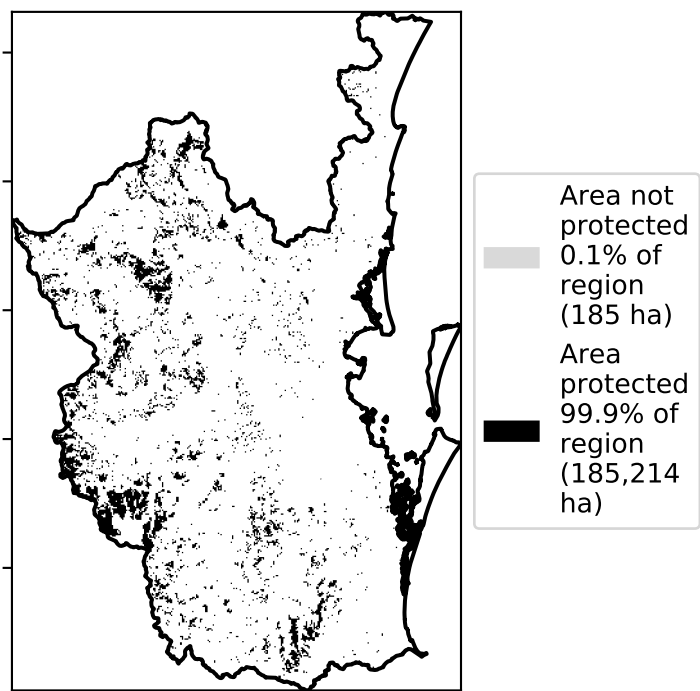 Area not
protected
0.1% of
region
(185 ha)
Area
protected
99.9% of
region
(185,214
ha)